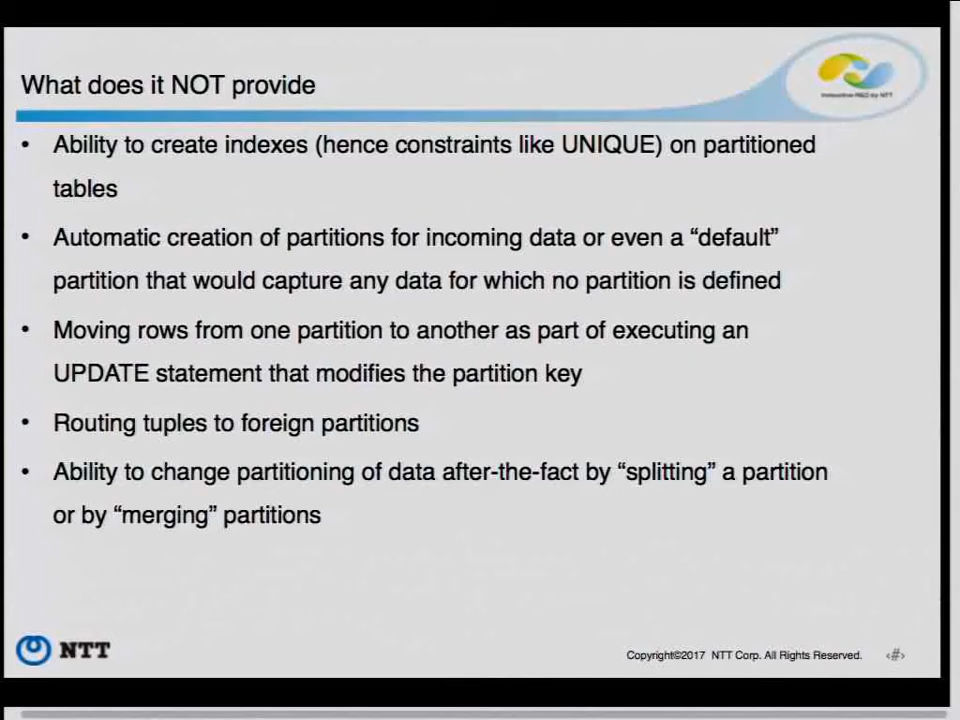 What does it NOT provide
Innovative R&D by NTT
• Ability to create indexes (hence constraints like UNIQUE) on partitioned
tables
• Automatic creation of partitions for incoming data or even a “default”
partition that would capture any data for which no partition is defined
• Moving rows from one partition to another as part of executing an
UPDATE statement that modifies the partition key
• Routing tuples to foreign partitions
• Ability to change partitioning of data after-the-fact by “splitting” a partition
or by “merging” partitions
NTT
Copyright©2017 NTT Corp. All Rights Reserved.
‹#›